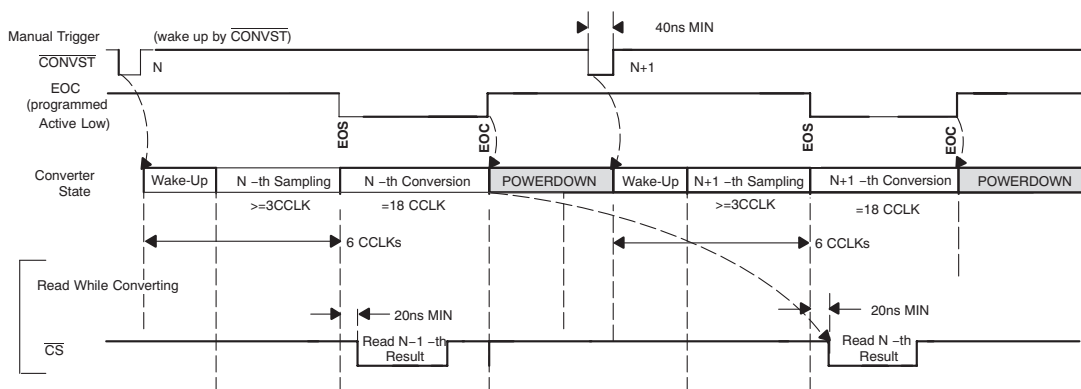 40ns MIN
Manual Trigger (wake up by CONVST)
CONVST N N+1
EOC
(programmed
Active Low)
EOS EOC EOS EOC
Converter
State
Wake-Up N −th Sampling N −th Conversion POWERDOWN Wake-Up N+1 −th Sampling N+1 −th Conversion POWERDOWN
>=3CCLK =18 CCLK >=3CCLK =18 CCLK
6 CCLKs 6 CCLKs
Read While Converting
20ns MIN 20ns MIN
CS
Read N−1 −th
Result
Read N −th
Result